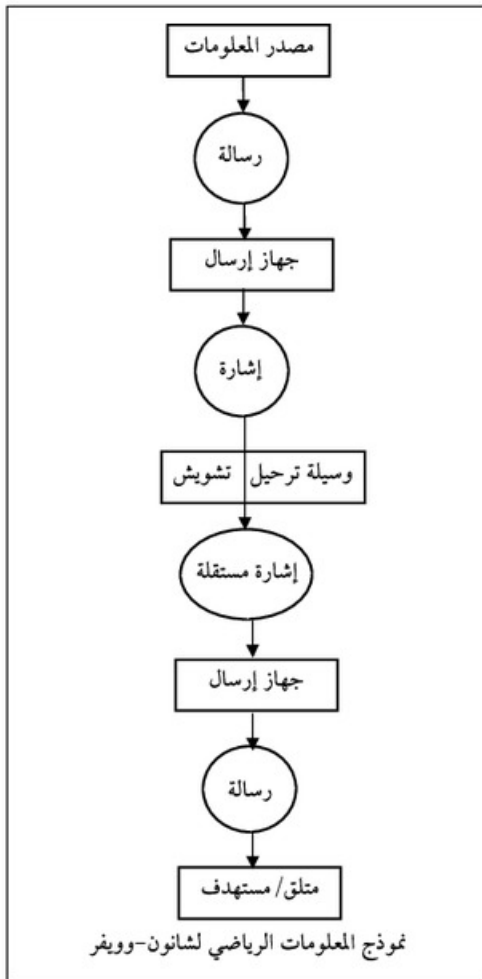 مصدر المعلومات
رسالة
جهاز إرسال
إشارة
وسيلة ترحيل تشويش
إشارة مستقلة
جهاز إرسال
رسالة
متلق/ مستهدف
نموذج المعلومات الرياضي لشانون-وويفر